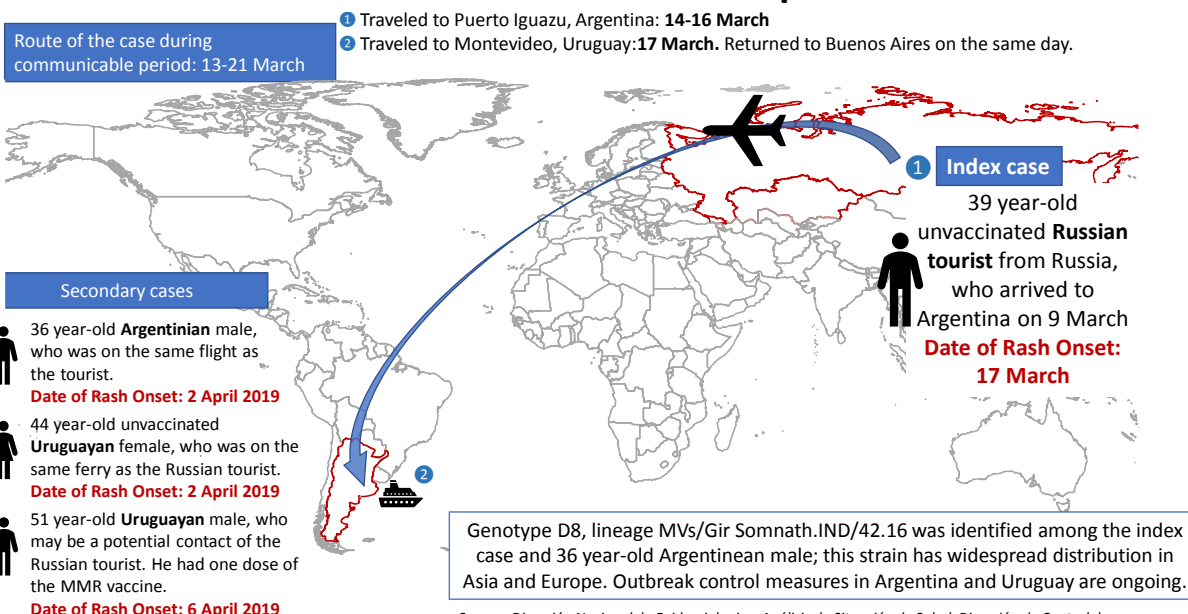 ❶ Traveled to Puerto Iguazu, Argentina: 14-16 March
❷ Traveled to Montevideo, Uruguay:17 March. Returned to Buenos Aires on the same day.
Route of the case during
communicable period: 13-21 March
❶ Index case
39 year-old
unvaccinated Russian
tourist from Russia,
who arrived to
Argentina on 9 March
Date of Rash Onset:
17 March
Secondary cases
36 year-old Argentinian male,
who was on the same flight as
the tourist.
Date of Rash Onset: 2 April 2019
44 year-old unvaccinated
Uruguayan female, who was on the
same ferry as the Russian tourist.
Date of Rash Onset: 2 April 2019
51 year-old Uruguayan male, who
may be a potential contact of the
Russian tourist. He had one dose of
the MMR vaccine.
Date of Rash Onset: 6 April 2019
❷
Genotype D8, lineage MVs/Gir Somnath.IND/42.16 was identified among the index
case and 36 year-old Argentinean male; this strain has widespread distribution in
Asia and Europe. Outbreak control measures in Argentina and Uruguay are ongoing.